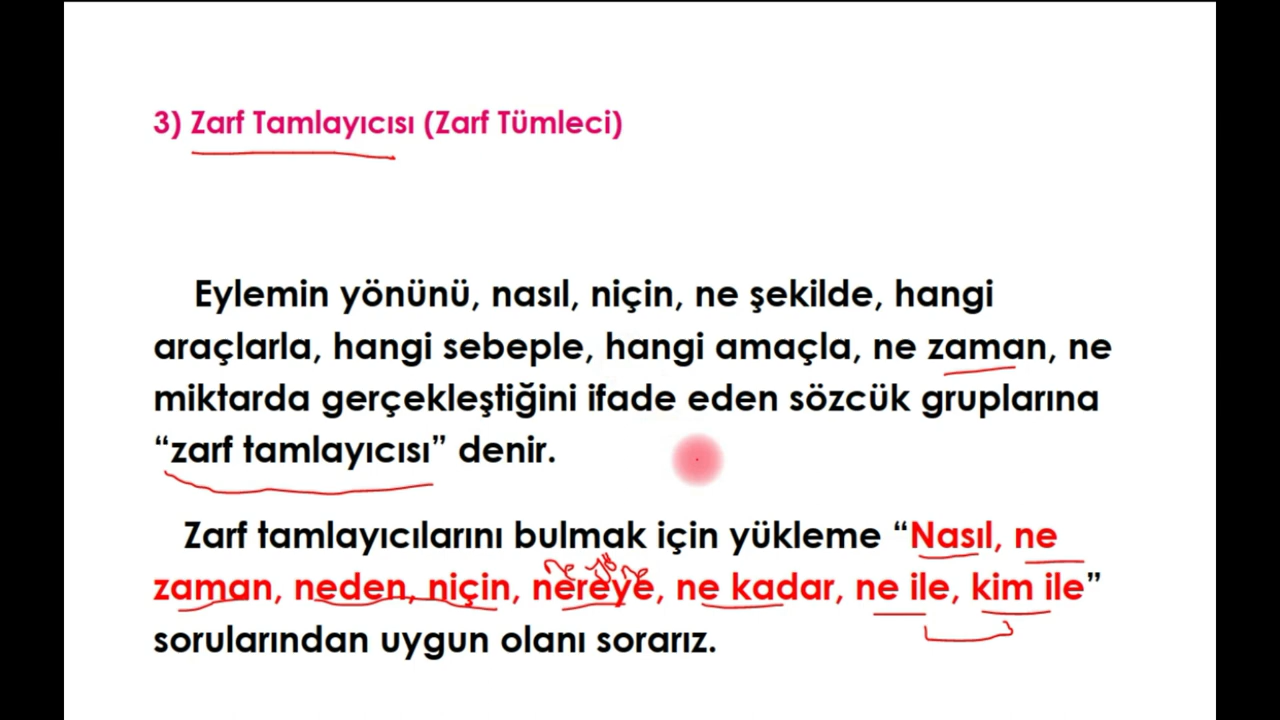 3) Zarf Tamlayıcısı (Zarf Tümleci)
Eylemin yönünü, nasıl, niçin, ne şekilde, hangi
araçlarla, hangi sebeple, hangi amaçla, ne zaman, ne
miktarda gerçekleştiğini ifade eden sözcük gruplarına
“zarf tamlayıcısı” denir.
Zarf tamlayıcılarını bulmak için yükleme “Nasıl, ne
zaman, neden, niçin, nereye, ne kadar, ne ile, kim ile”
sorularından uygun olanı sorarız.